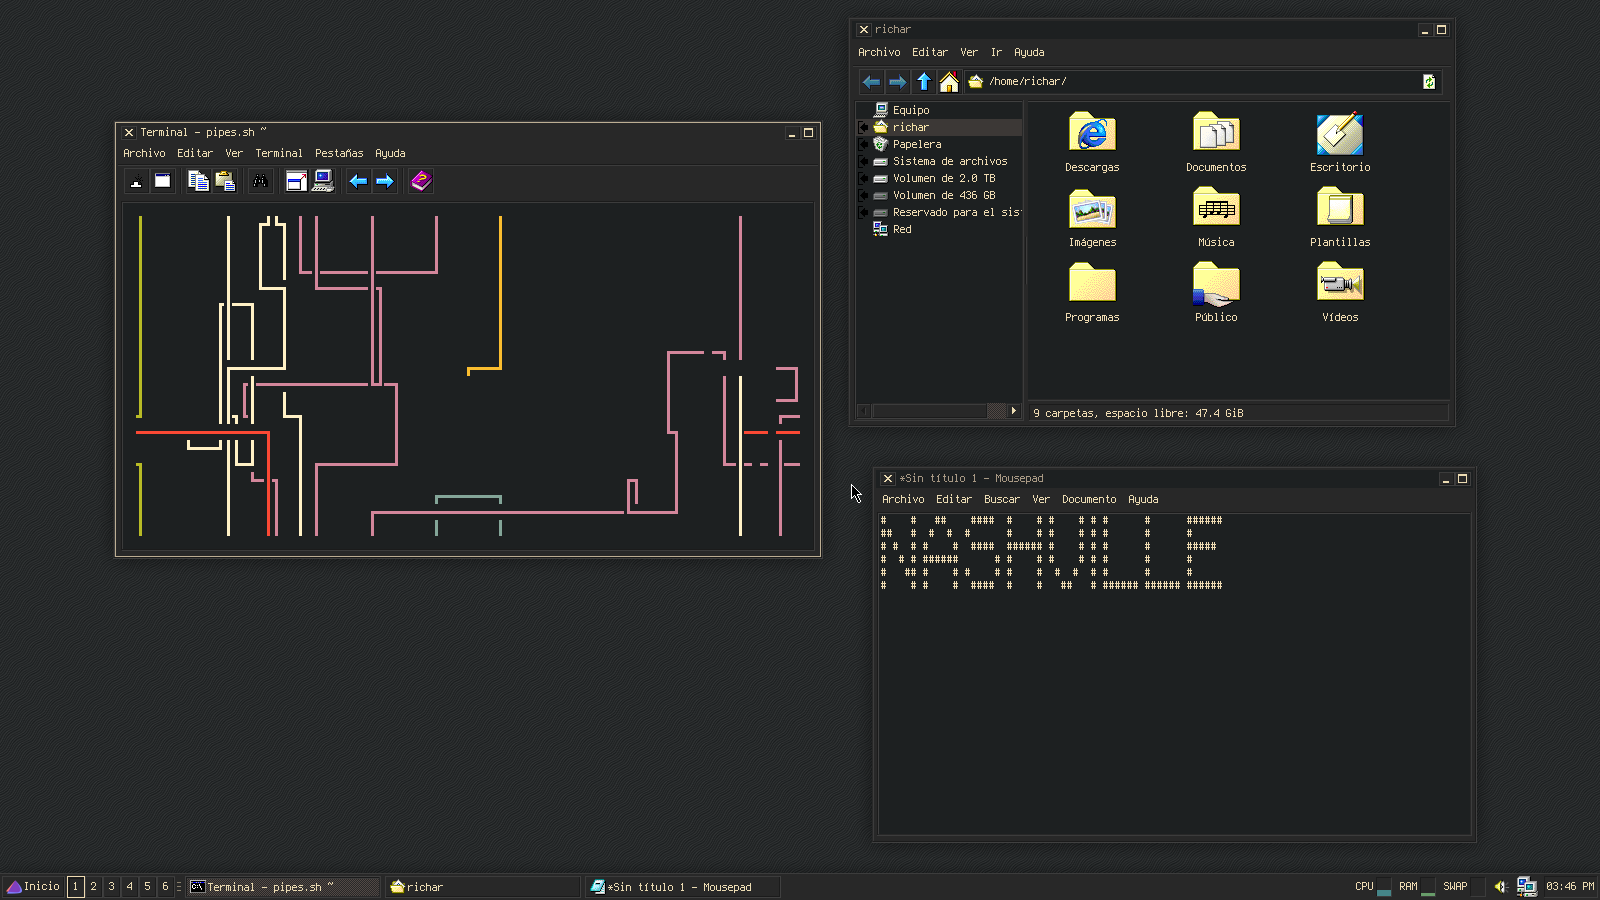 Terminal - pipes.sh ~
Archivo Editar Ver Terminal Pestañas Ayuda
richar
Archivo Editar Ver Ir Ayuda
/home/richar/
Equipo
richar
Papelera
Sistema de archivos
Volumen de 2.0 TB
Volumen de 436 GB
Reservado para el sis
Red
Descargas Documentos Escritorio
Imágenes Música Plantillas
Programas Público Vídeos
9 carpetas, espacio libre: 47.4 GiB
*Sin título 1 - Mousepad
Archivo Editar Buscar Ver Documento Ayuda
NASHVILLE
Inicio 1 2 3 4 5 6 Terminal - pipes.sh ~ richar *Sin título 1 - Mousepad CPU RAM SWAP 03:46 PM